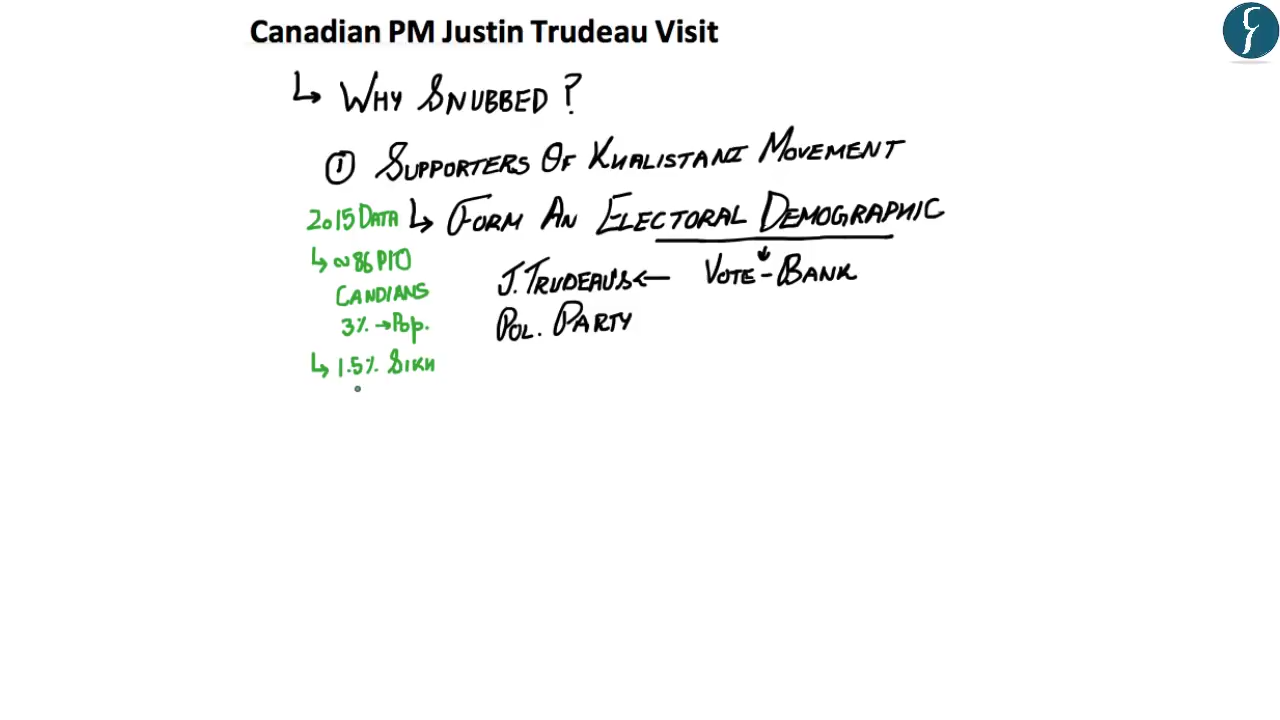 Canadian PM Justin Trudeau Visit
↳ WHY SNUBBED ?
① SUPPORTERS OF KHALISTANI MOVEMENT
2015 DATA ↳ FORM AN ELECTORAL DEMOGRAPHIC
↳ ~86 PIO
CANDIANS
3% → Pop.
↳ 1.5% SIKH
J. TRUDEAU'S ← VOTE-BANK
POL. PARTY